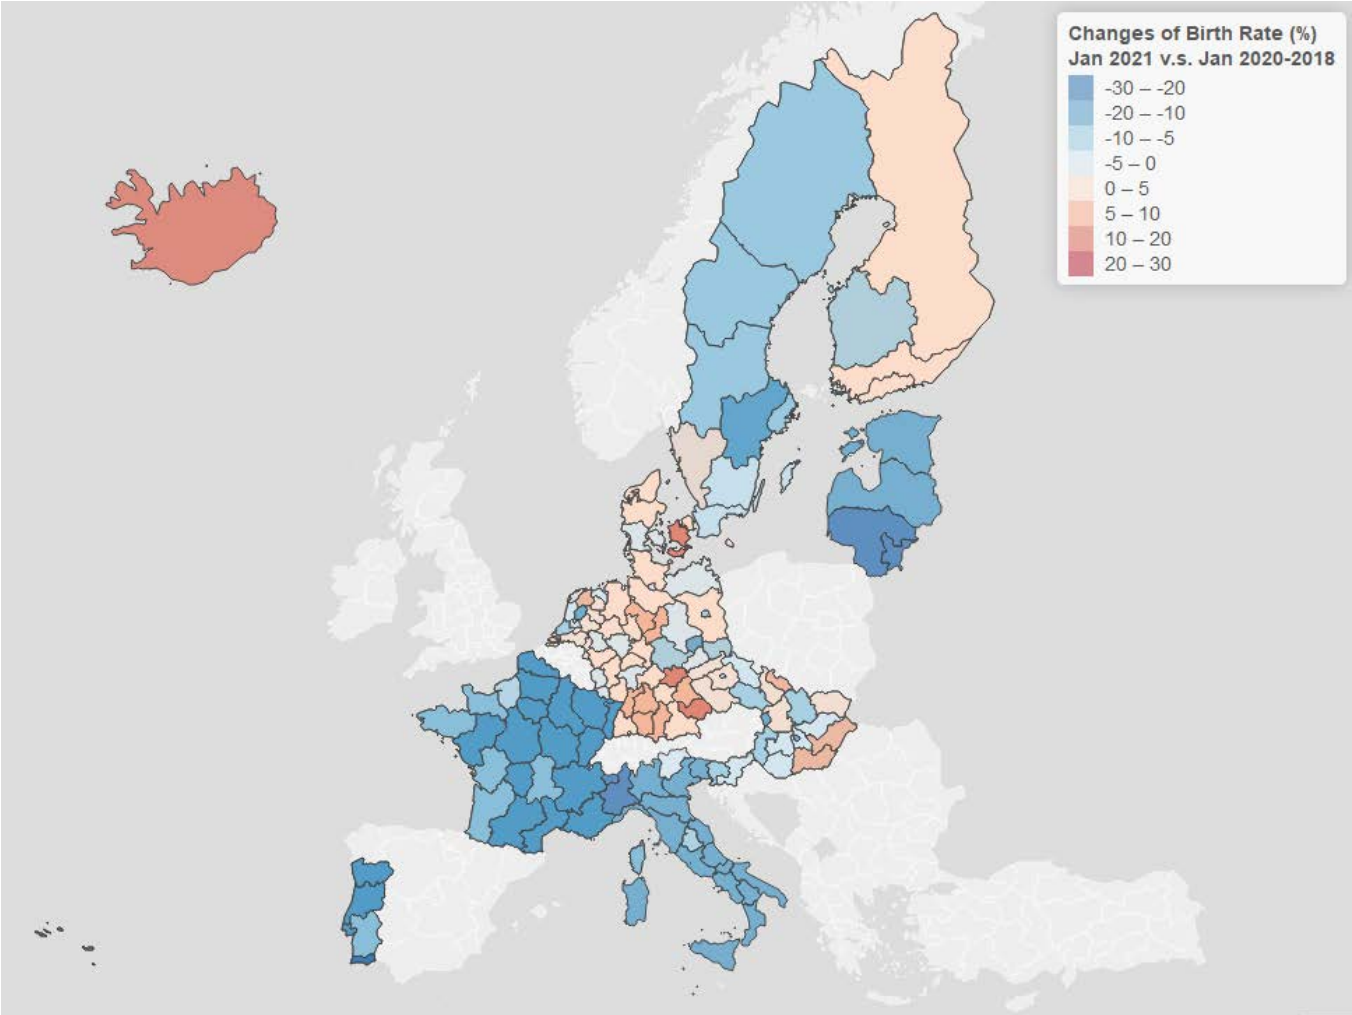 Changes of Birth Rate (%)
Jan 2021 v.s. Jan 2020-2018
-30 – -20
-20 – -10
-10 – -5
-5 – 0
0 – 5
5 – 10
10 – 20
20 – 30